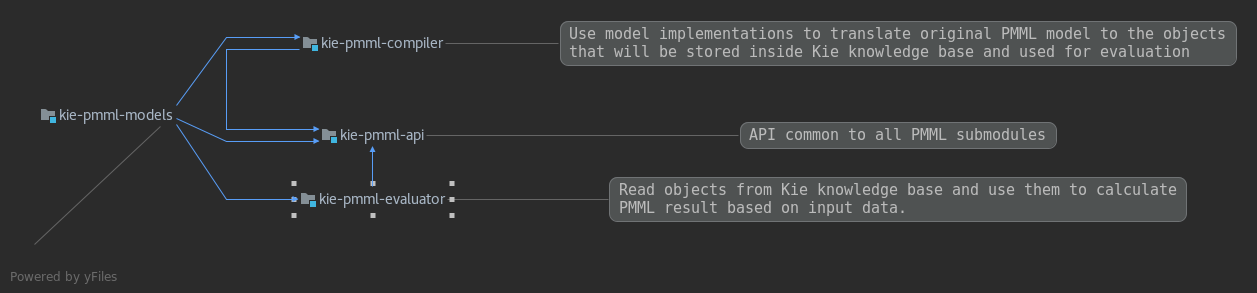 kie-pmml-compiler
Use model implementations to translate original PMML model to the objects
that will be stored inside Kie knowledge base and used for evaluation
kie-pmml-models
kie-pmml-api
API common to all PMML submodules
kie-pmml-evaluator
Read objects from Kie knowledge base and use them to calculate
PMML result based on input data.
Powered by yFiles